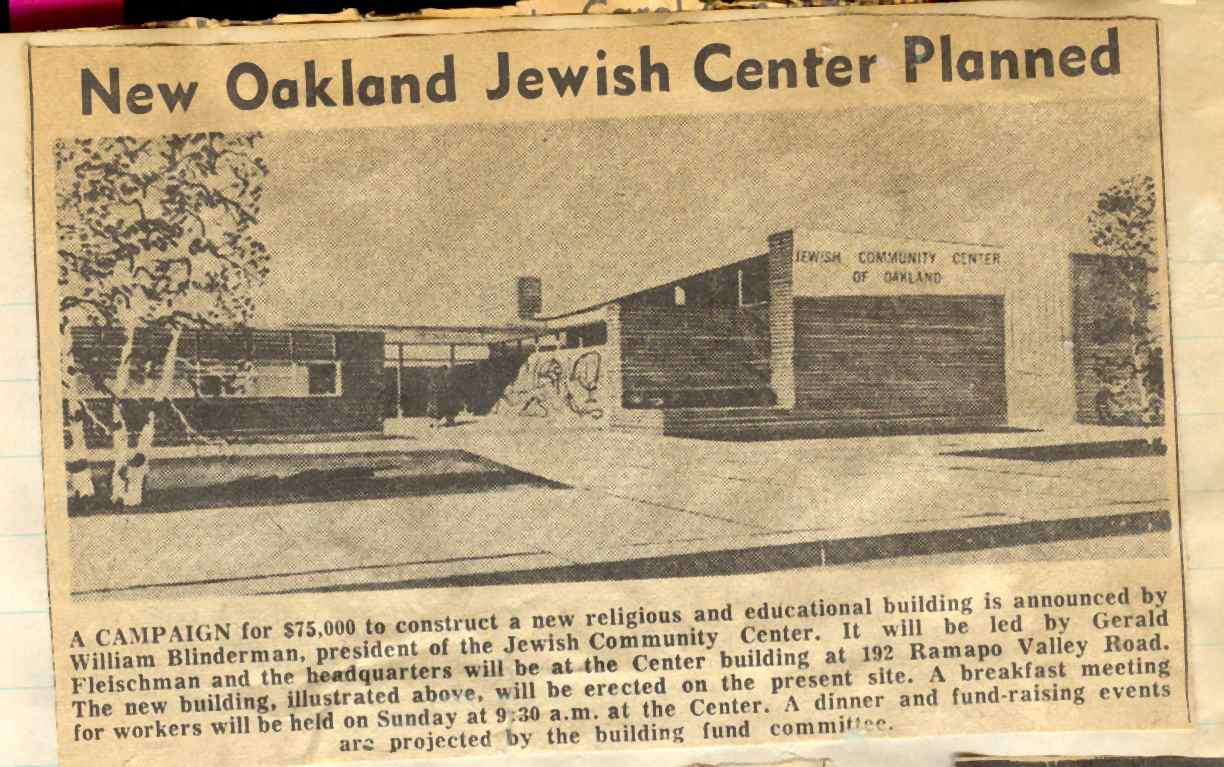 New Oakland Jewish Center Planned
JEWISH COMMUNITY CENTER
OF OAKLAND
A CAMPAIGN for $75,000 to construct a new religious and educational building is announced by
William Blinderman, president of the Jewish Community Center. It will be led by Gerald
Fleischman and the headquarters will be at the Center building at 192 Ramapo Valley Road.
The new building, illustrated above, will be erected on the present site. A breakfast meeting
for workers will be held on Sunday at 9:30 a.m. at the Center. A dinner and fund-raising events
are projected by the building fund committee.